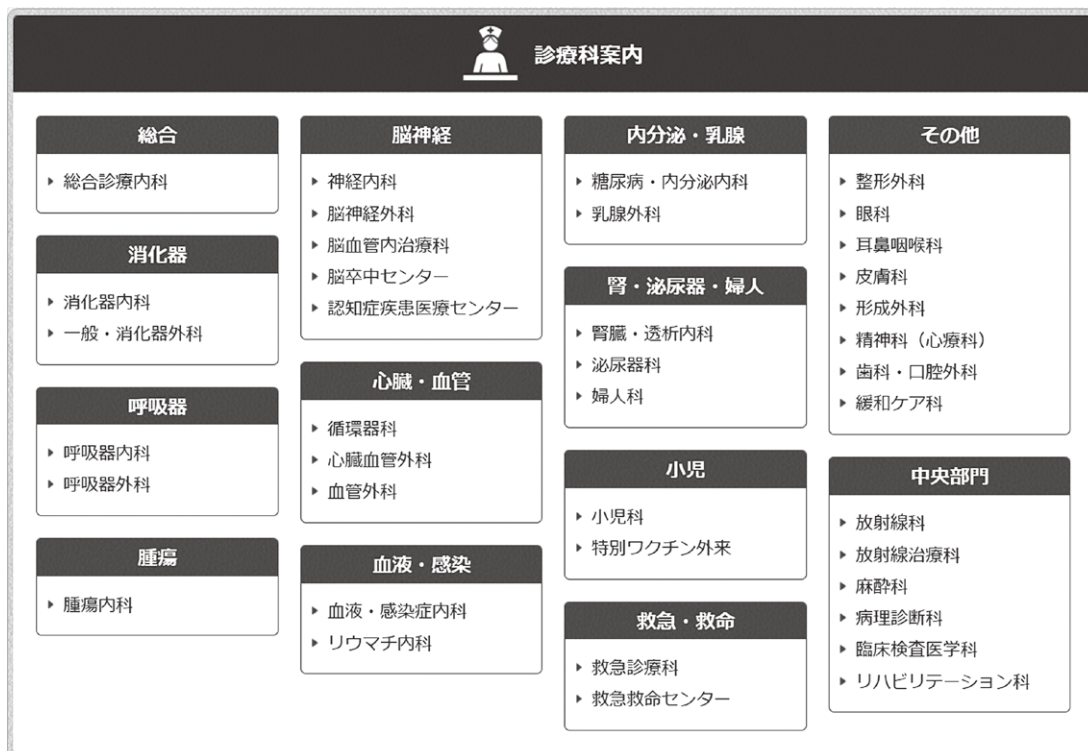 診療科案内
総合
総合診療内科
消化器
消化器内科
一般・消化器外科
呼吸器
呼吸器内科
呼吸器外科
腫瘍
腫瘍内科
脳神経
神経内科
脳神経外科
脳血管内治療科
脳卒中センター
認知症疾患医療センター
心臓・血管
循環器科
心臓血管外科
血管外科
血液・感染
血液・感染症内科
リウマチ内科
内分泌・乳腺
糖尿病・内分泌内科
乳腺外科
腎・泌尿器・婦人
腎臓・透析内科
泌尿器科
婦人科
小児
小児科
特別ワクチン外来
救急・救命
救急診療科
救急救命センター
その他
整形外科
眼科
耳鼻咽喉科
皮膚科
形成外科
精神科（心療科）
歯科・口腔外科
緩和ケア科
中央部門
放射線科
放射線治療科
麻酔科
病理診断科
臨床検査医学科
リハビリテーション科